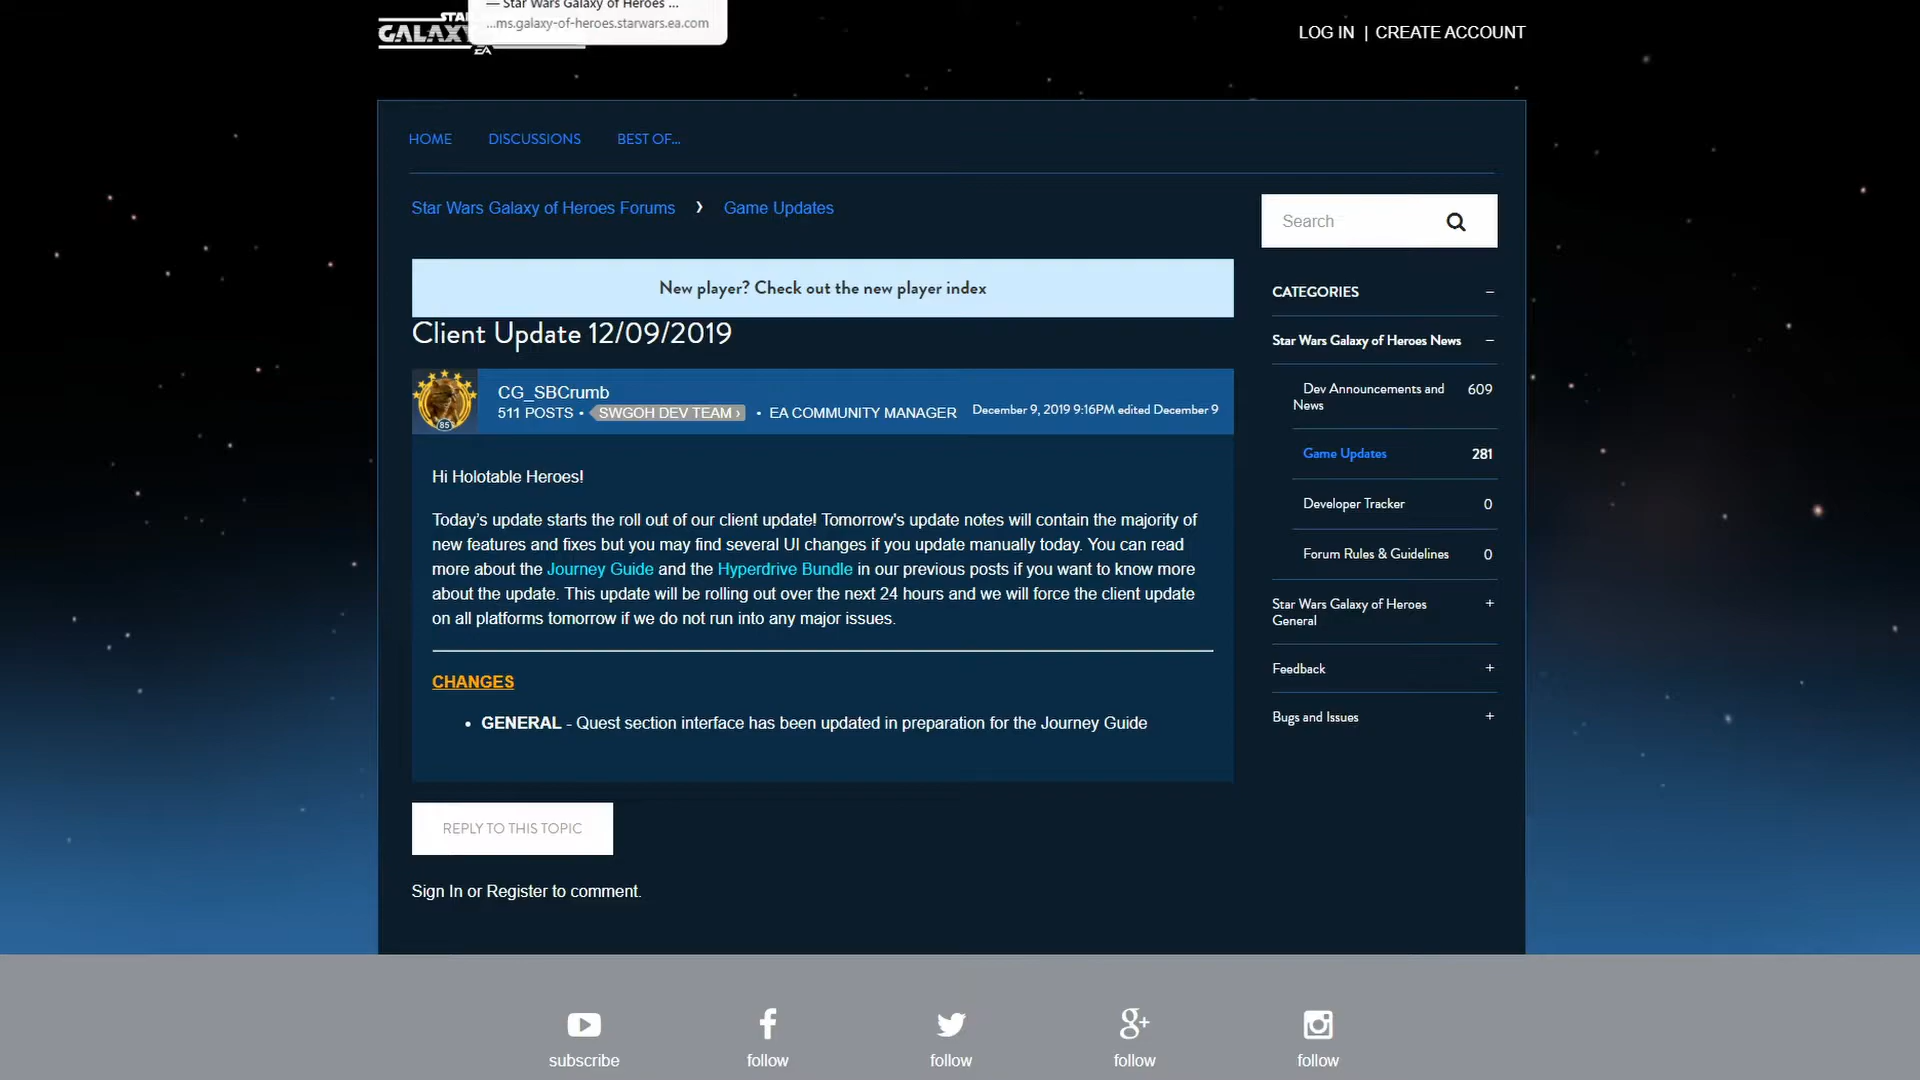 — Star Wars Galaxy of Heroes ...
...ms.galaxy-of-heroes.starwars.ea.com
STAR
GALAXY
EA
LOG IN | CREATE ACCOUNT
HOME DISCUSSIONS BEST OF...
Star Wars Galaxy of Heroes Forums › Game Updates
Search
New player? Check out the new player index
Client Update 12/09/2019
CG_SBCrumb
511 POSTS • SWGOH DEV TEAM › • EA COMMUNITY MANAGER December 9, 2019 9:16PM edited December 9
85
Hi Holotable Heroes!
Today's update starts the roll out of our client update! Tomorrow's update notes will contain the majority of
new features and fixes but you may find several UI changes if you update manually today. You can read
more about the Journey Guide and the Hyperdrive Bundle in our previous posts if you want to know more
about the update. This update will be rolling out over the next 24 hours and we will force the client update
on all platforms tomorrow if we do not run into any major issues.
CHANGES
• GENERAL - Quest section interface has been updated in preparation for the Journey Guide
REPLY TO THIS TOPIC
Sign In or Register to comment.
CATEGORIES −
Star Wars Galaxy of Heroes News −
Dev Announcements and 609
News
Game Updates 281
Developer Tracker 0
Forum Rules & Guidelines 0
Star Wars Galaxy of Heroes +
General
Feedback +
Bugs and Issues +
subscribe
follow
follow
g+
follow
follow